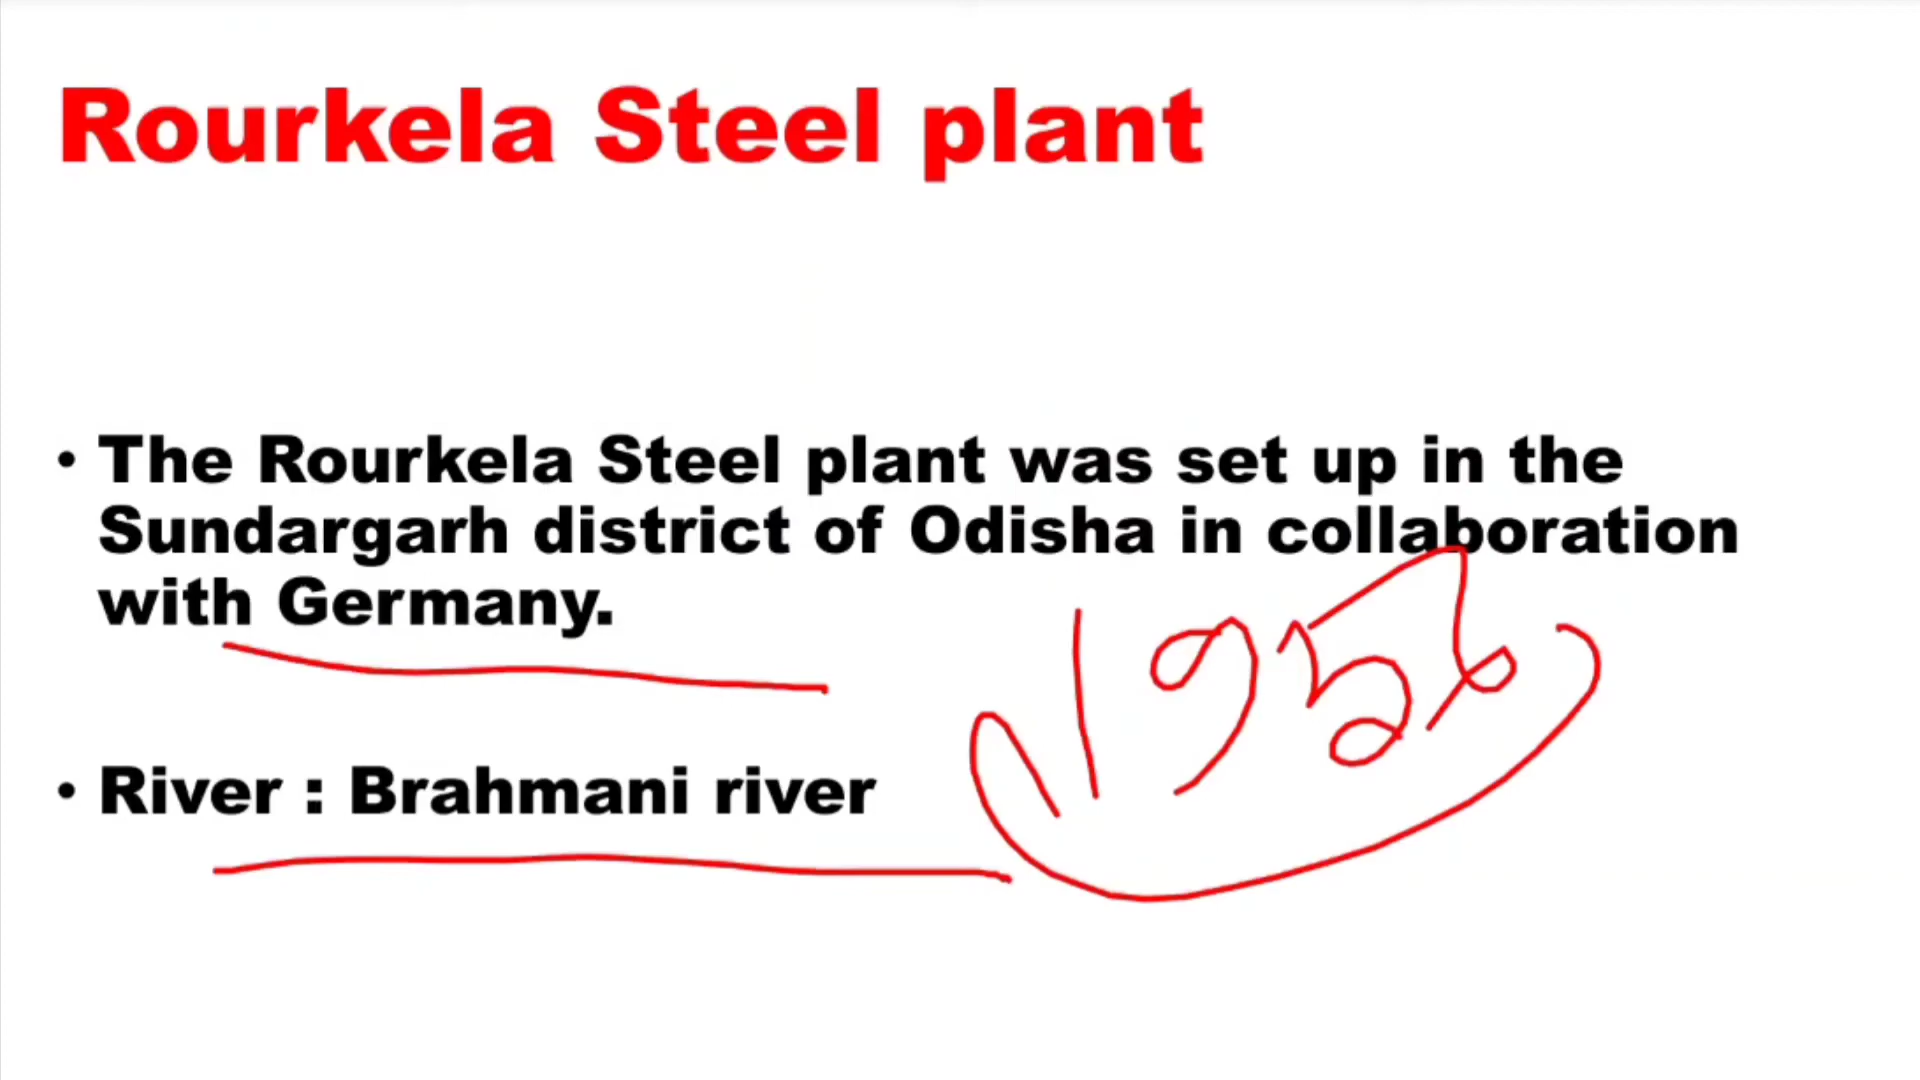 Rourkela Steel plant
• The Rourkela Steel plant was set up in the
Sundargarh district of Odisha in collaboration
with Germany.
1956
• River : Brahmani river